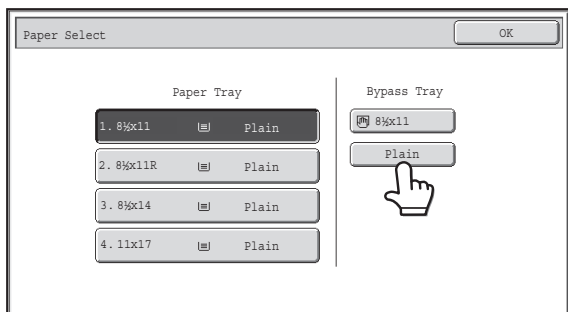 Paper Select
OK
Paper Tray
1. 8½x11 Plain
2. 8½x11R Plain
3. 8½x14 Plain
4. 11x17 Plain
Bypass Tray
8½x11
Plain